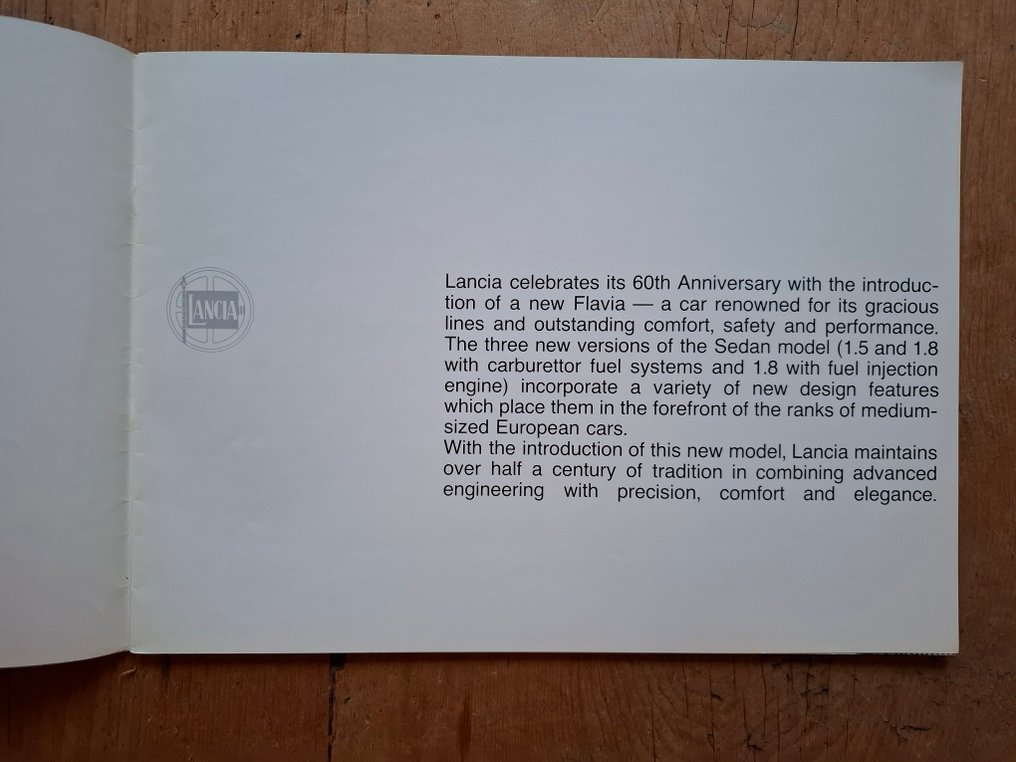 LANCIA
Lancia celebrates its 60th Anniversary with the introduc-
tion of a new Flavia — a car renowned for its gracious
lines and outstanding comfort, safety and performance.
The three new versions of the Sedan model (1.5 and 1.8
with carburettor fuel systems and 1.8 with fuel injection
engine) incorporate a variety of new design features
which place them in the forefront of the ranks of medium-
sized European cars.
With the introduction of this new model, Lancia maintains
over half a century of tradition in combining advanced
engineering with precision, comfort and elegance.